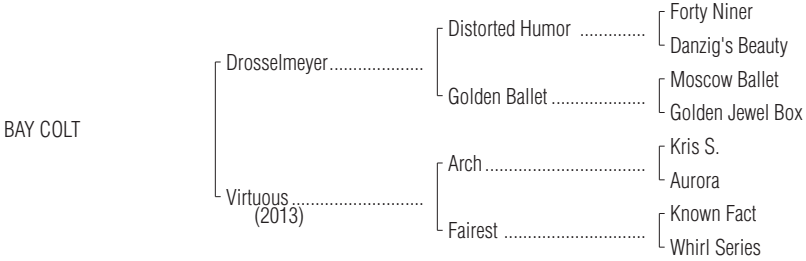 Forty Niner
Distorted Humor ..............
Danzig's Beauty
Drosselmeyer....................
Moscow Ballet
Golden Ballet ....................
Golden Jewel Box
BAY COLT
Kris S.
Arch..................................
Aurora
Virtuous............................
(2013)
Known Fact
Fairest ..............................
Whirl Series